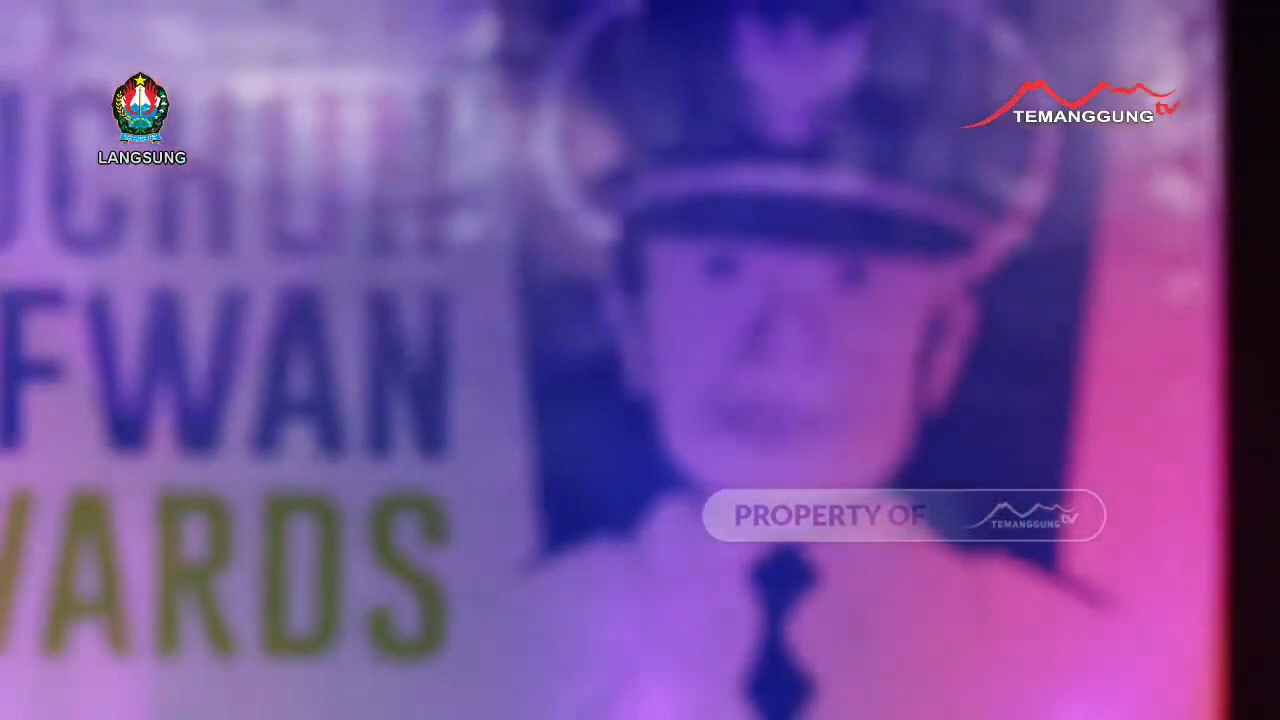 LANGSUNG
TEMANGGUNG tv
FWAN
ARDS
PROPERTY OF
TEMANGGUNG tv